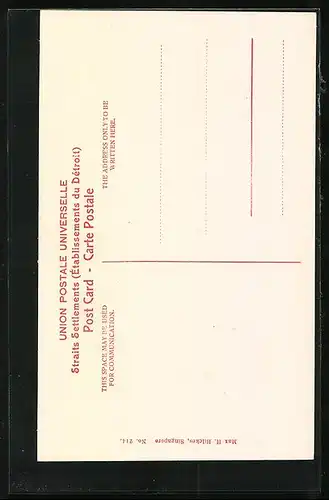 UNION POSTALE UNIVERSELLE
Straits Settlements (Établissements du Détroit)
Post Card - Carte Postale
THIS SPACE MAY BE USED
FOR COMMUNICATION.
THE ADDRESS ONLY TO BE
WRITTEN HERE.
Max H. Hilckes, Singapore No. 214.